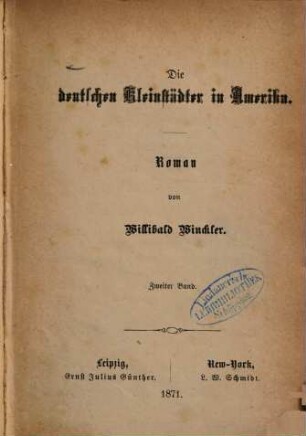 Die
deutschen Kleinstädter in Amerika.
Roman
von
Willibald Winckler.
Zweiter Band.
Leipzig,
Ernst Julius Günther.
New-York,
L. W. Schmidt.
1871.